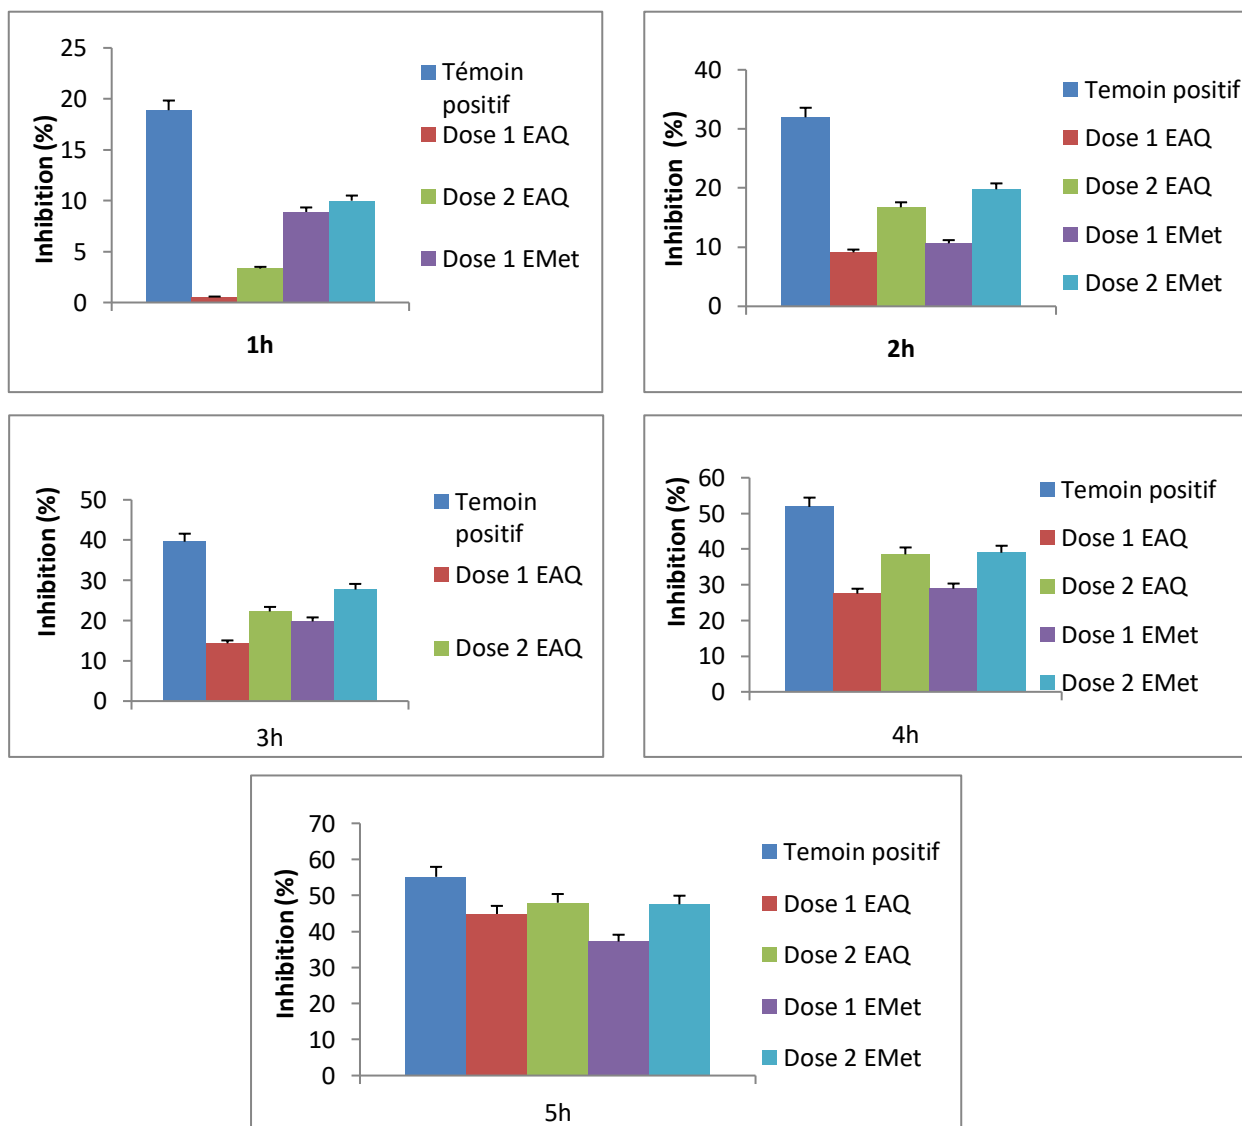 25
20
15
10
5
0
Inhibition (%)
1h
Témoin
positif
Dose 1 EAQ
Dose 2 EAQ
Dose 1 EMet
40
30
20
10
0
Inhibition (%)
2h
Temoin positif
Dose 1 EAQ
Dose 2 EAQ
Dose 1 EMet
Dose 2 EMet
50
40
30
20
10
0
Inhibition (%)
3h
Temoin
positif
Dose 1 EAQ
Dose 2 EAQ
60
50
40
30
20
10
0
Inhibition (%)
4h
Temoin positif
Dose 1 EAQ
Dose 2 EAQ
Dose 1 EMet
Dose 2 EMet
70
60
50
40
30
20
10
0
Inhibition (%)
5h
Temoin positif
Dose 1 EAQ
Dose 2 EAQ
Dose 1 EMet
Dose 2 EMet